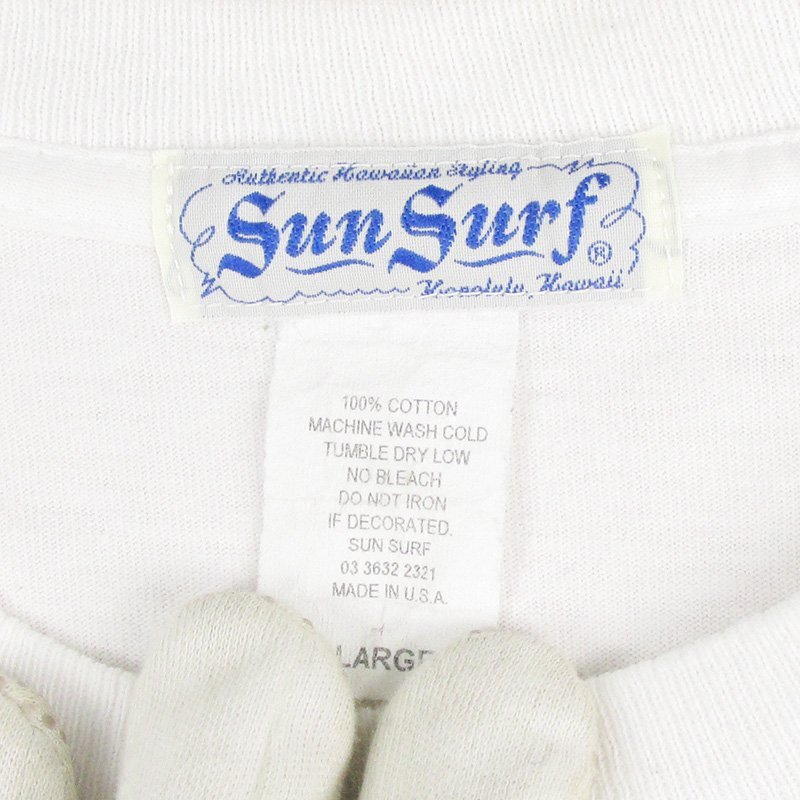 Authentic Hawaiian Styling
Sun Surf ®
Honolulu, Hawaii
100% COTTON
MACHINE WASH COLD
TUMBLE DRY LOW
NO BLEACH
DO NOT IRON
IF DECORATED.
SUN SURF
03 3632 2321
MADE IN U.S.A.
LARGE